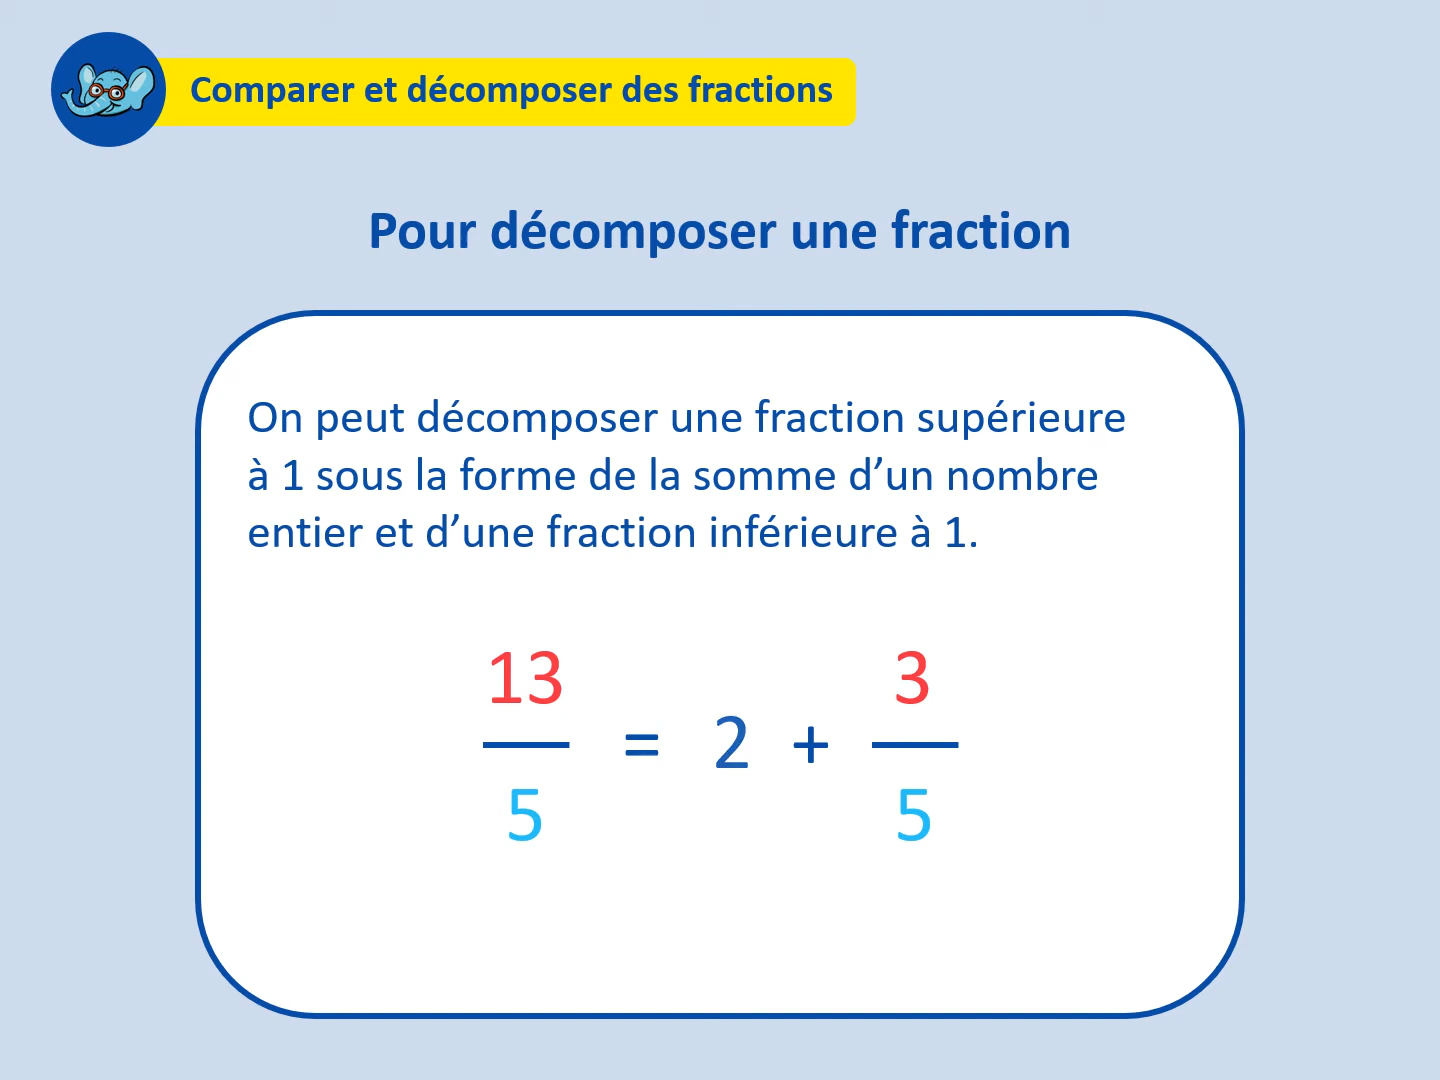 Comparer et décomposer des fractions
Pour décomposer une fraction
On peut décomposer une fraction supérieure
à 1 sous la forme de la somme d’un nombre
entier et d’une fraction inférieure à 1.
13 3
= 2 +
5 5